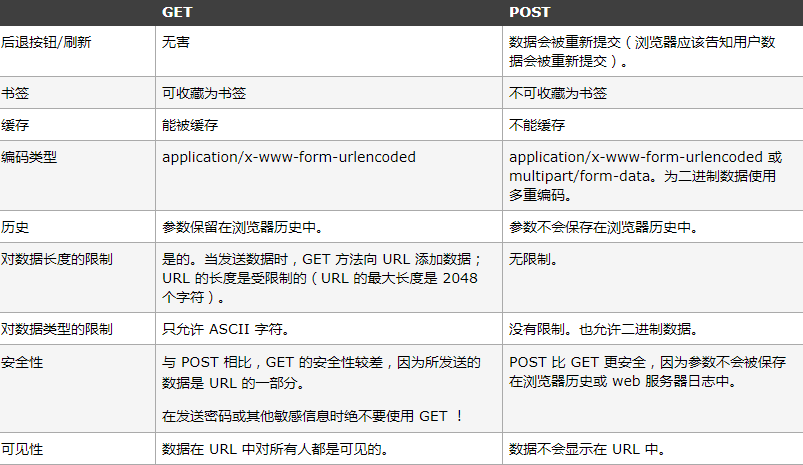 GET POST
后退按钮/刷新 无害 数据会被重新提交（浏览器应该告知用户数
据会被重新提交）。
书签 可收藏为书签 不可收藏为书签
缓存 能被缓存 不能缓存
编码类型 application/x-www-form-urlencoded application/x-www-form-urlencoded 或
multipart/form-data。为二进制数据使用
多重编码。
历史 参数保留在浏览器历史中。 参数不会保存在浏览器历史中。
对数据长度的限制 是的。当发送数据时，GET 方法向 URL 添加数据； 无限制。
URL 的长度是受限制的（URL 的最大长度是 2048
个字符）。
对数据类型的限制 只允许 ASCII 字符。 没有限制。也允许二进制数据。
安全性 与 POST 相比，GET 的安全性较差，因为所发送的 POST 比 GET 更安全，因为参数不会被保存
数据是 URL 的一部分。 在浏览器历史或 web 服务器日志中。
在发送密码或其他敏感信息时绝不要使用 GET ！
可见性 数据在 URL 中对所有人都是可见的。 数据不会显示在 URL 中。